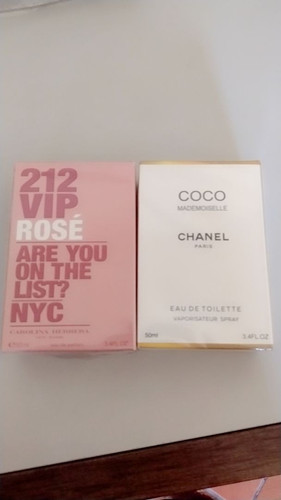 212
VIP
ROSÉ
ARE YOU
ON THE
LIST?
NYC
CAROLINA HERRERA
COCO
MADEMOISELLE
CHANEL
PARIS
EAU DE TOILETTE
VAPORISATEUR SPRAY
50ml 3.4FL.OZ